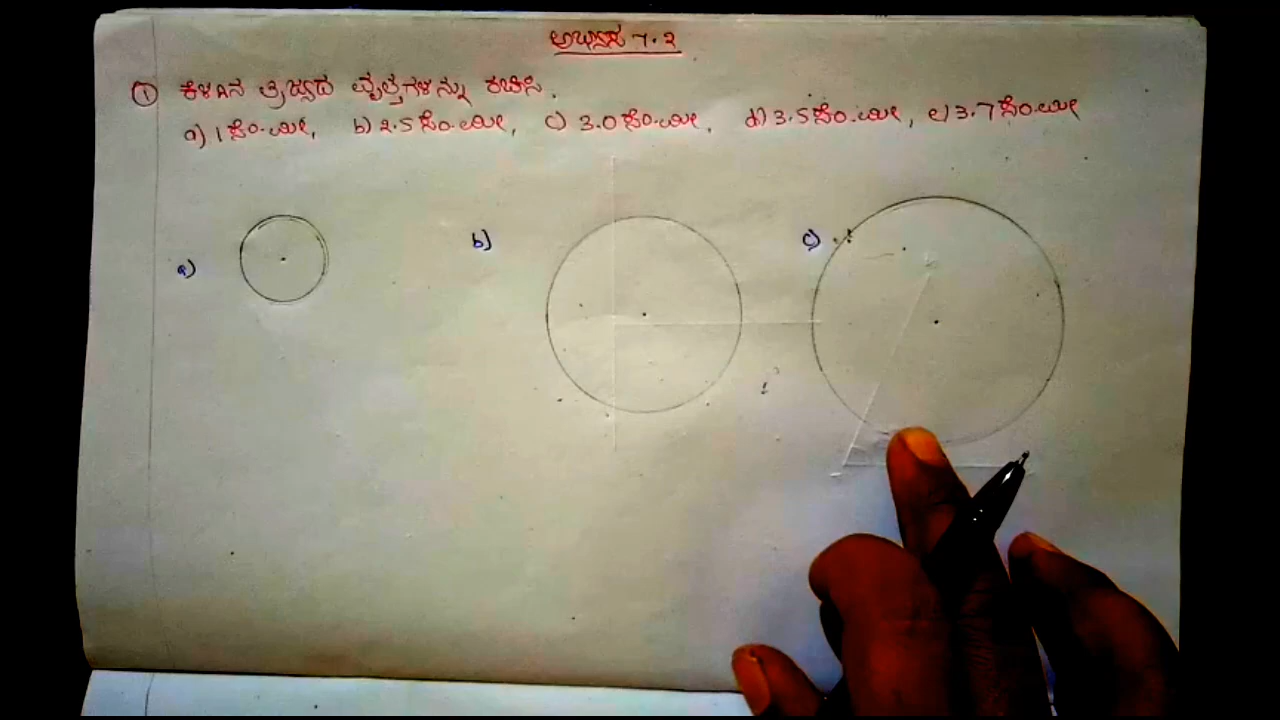 ಅಭ್ಯಾಸ 7.2
① ಕೆಳಗಿನ ತ್ರಿಜ್ಯದ ವೃತ್ತಗಳನ್ನು ರಚಿಸಿ.
a) 1 ಸೆಂ.ಮೀ, b) 2.5 ಸೆಂ.ಮೀ, c) 3.0 ಸೆಂ.ಮೀ, d) 3.5 ಸೆಂ.ಮೀ, e) 3.7 ಸೆಂ.ಮೀ
a) b) c)